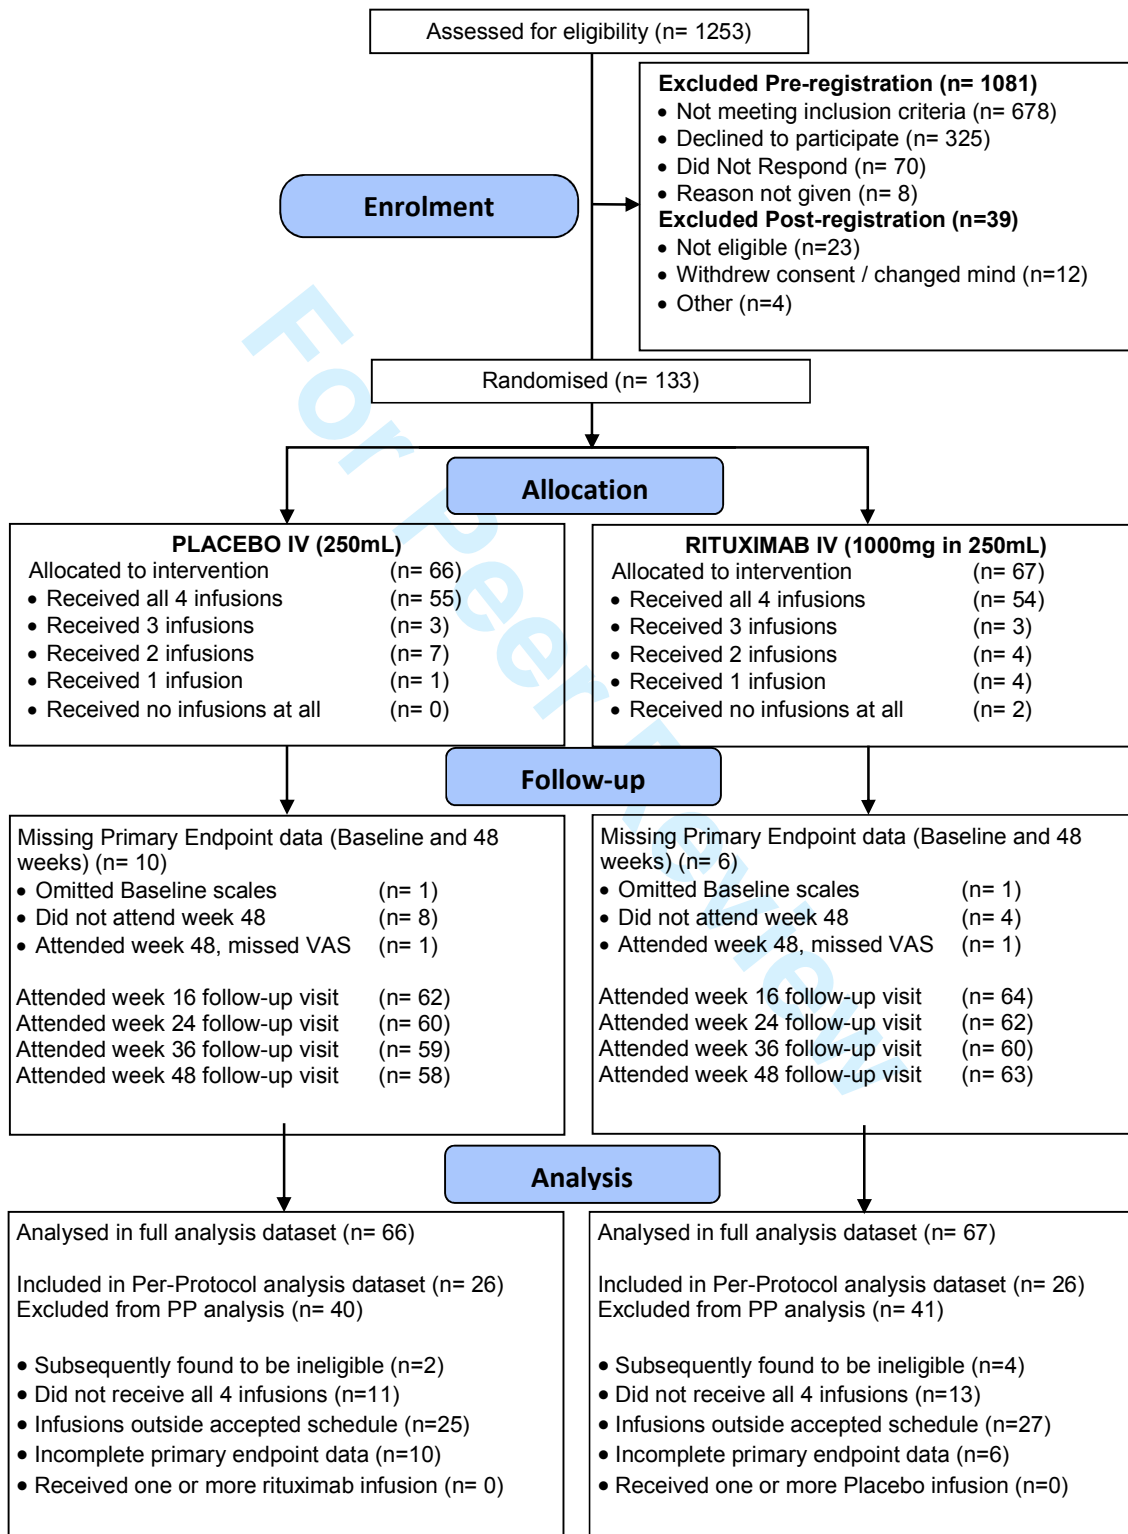 Assessed for eligibility (n= 1253)
Excluded Pre-registration (n= 1081)
• Not meeting inclusion criteria (n= 678)
• Declined to participate (n= 325)
• Did Not Respond (n= 70)
• Reason not given (n= 8)
Excluded Post-registration (n=39)
• Not eligible (n=23)
• Withdrew consent / changed mind (n=12)
• Other (n=4)
Enrolment
Randomised (n= 133)
Allocation
PLACEBO IV (250mL)
Allocated to intervention (n= 66)
• Received all 4 infusions (n= 55)
• Received 3 infusions (n= 3)
• Received 2 infusions (n= 7)
• Received 1 infusion (n= 1)
• Received no infusions at all (n= 0)
RITUXIMAB IV (1000mg in 250mL)
Allocated to intervention (n= 67)
• Received all 4 infusions (n= 54)
• Received 3 infusions (n= 3)
• Received 2 infusions (n= 4)
• Received 1 infusion (n= 4)
• Received no infusions at all (n= 2)
Follow-up
Missing Primary Endpoint data (Baseline and 48
weeks) (n= 10)
• Omitted Baseline scales (n= 1)
• Did not attend week 48 (n= 8)
• Attended week 48, missed VAS (n= 1)
Attended week 16 follow-up visit (n= 62)
Attended week 24 follow-up visit (n= 60)
Attended week 36 follow-up visit (n= 59)
Attended week 48 follow-up visit (n= 58)
Missing Primary Endpoint data (Baseline and 48
weeks) (n= 6)
• Omitted Baseline scales (n= 1)
• Did not attend week 48 (n= 4)
• Attended week 48, missed VAS (n= 1)
Attended week 16 follow-up visit (n= 64)
Attended week 24 follow-up visit (n= 62)
Attended week 36 follow-up visit (n= 60)
Attended week 48 follow-up visit (n= 63)
Analysis
Analysed in full analysis dataset (n= 66)
Included in Per-Protocol analysis dataset (n= 26)
Excluded from PP analysis (n= 40)
• Subsequently found to be ineligible (n=2)
• Did not receive all 4 infusions (n=11)
• Infusions outside accepted schedule (n=25)
• Incomplete primary endpoint data (n=10)
• Received one or more rituximab infusion (n= 0)
Analysed in full analysis dataset (n= 67)
Included in Per-Protocol analysis dataset (n= 26)
Excluded from PP analysis (n= 41)
• Subsequently found to be ineligible (n=4)
• Did not receive all 4 infusions (n=13)
• Infusions outside accepted schedule (n=27)
• Incomplete primary endpoint data (n=6)
• Received one or more Placebo infusion (n=0)
For Peer Review